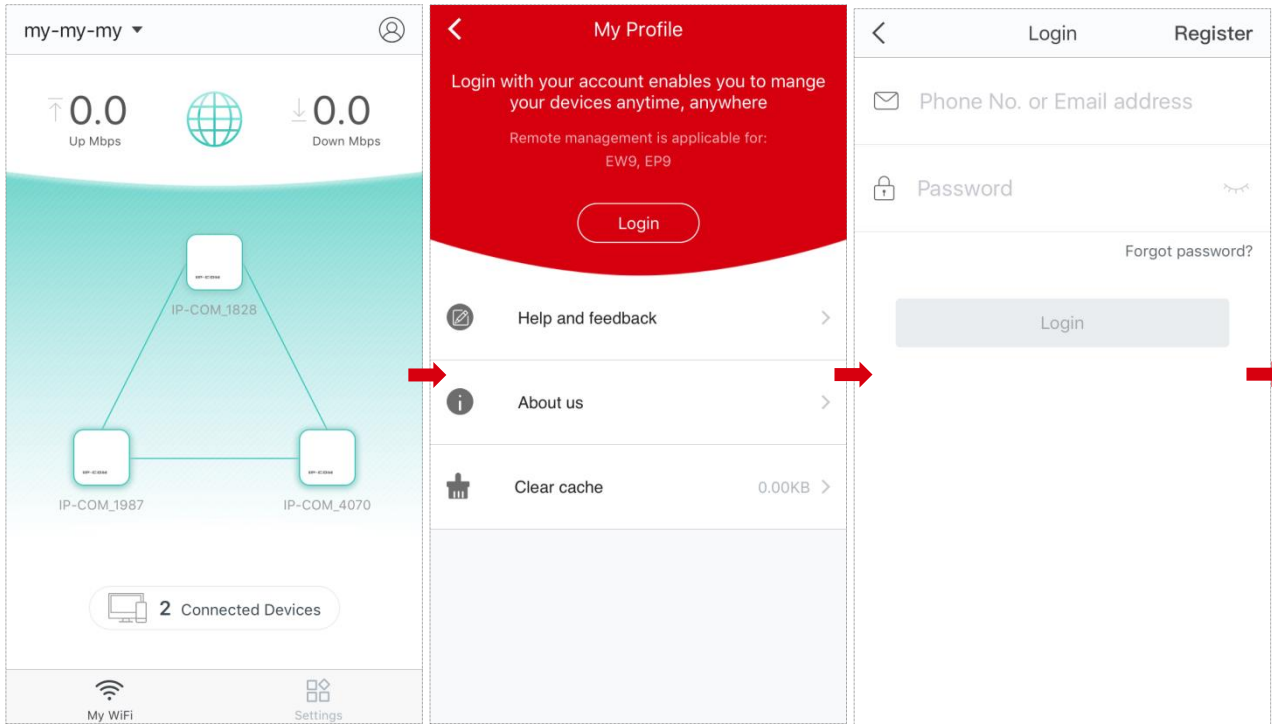 my-my-my
0.0
Up Mbps
0.0
Down Mbps
IP-COM_1828
IP-COM_1987
IP-COM_4070
2 Connected Devices
My WiFi
Settings
My Profile
Login with your account enables you to mange
your devices anytime, anywhere
Remote management is applicable for:
EW9, EP9
Login
Help and feedback
About us
Clear cache
0.00KB
Login
Register
Phone No. or Email address
Password
Forgot password?
Login